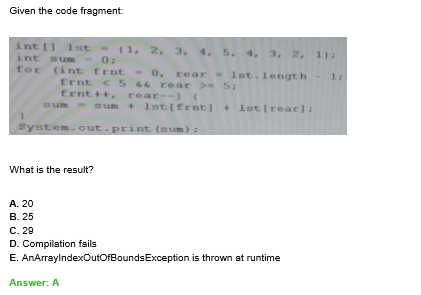 Given the code fragment:
int [] lst = (1, 2, 3, 4, 5, 4, 3, 2, 1);
int sum = 0;
for (int frnt = 0, rear = lst.length - 1;
frnt < 5 && rear >= 5;
frnt++, rear--) {
sum = sum + lst[frnt] + lst[rear];
}
System.out.print(sum);
What is the result?
A. 20
B. 25
C. 29
D. Compilation fails
E. AnArrayIndexOutOfBoundsException is thrown at runtime
Answer: A